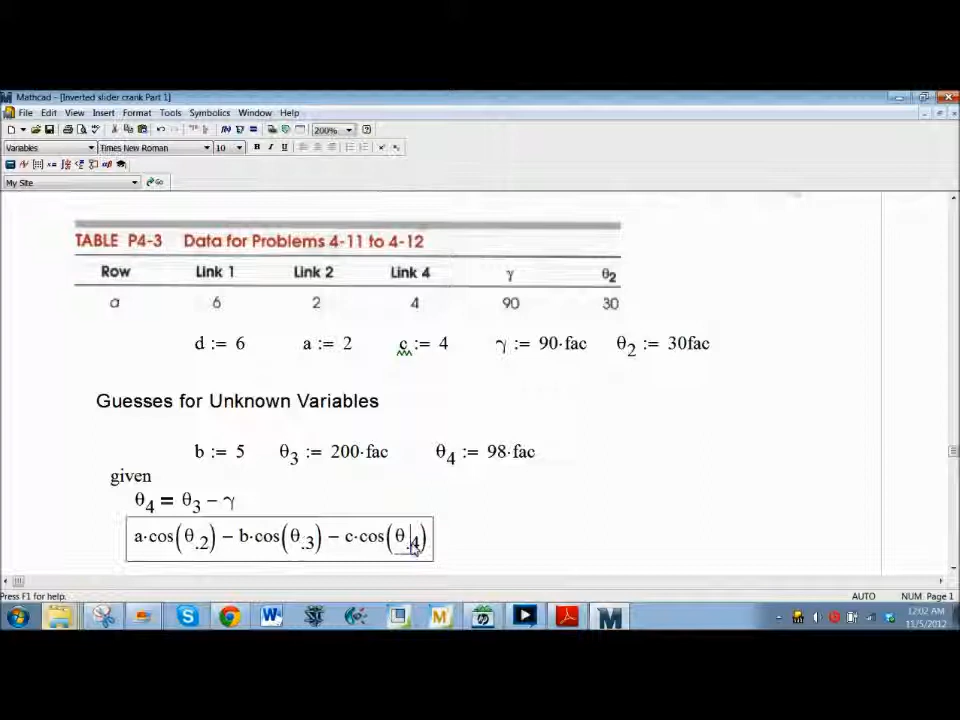 Mathcad - [Inverted slider crank Part 1]
File Edit View Insert Format Tools Symbolics Window Help
200%
Variables Times New Roman 10 B I U
My Site Go
TABLE P4-3 Data for Problems 4-11 to 4-12
Row Link 1 Link 2 Link 4 γ θ2
a 6 2 4 90 30
d := 6 a := 2 c := 4 γ := 90·fac θ2 := 30fac
Guesses for Unknown Variables
b := 5 θ3 := 200·fac θ4 := 98·fac
given
θ4 = θ3 − γ
a·cos(θ.2) − b·cos(θ.3) − c·cos(θ.4)
Press F1 for help. AUTO NUM Page 1
12:02 AM
11/5/2012